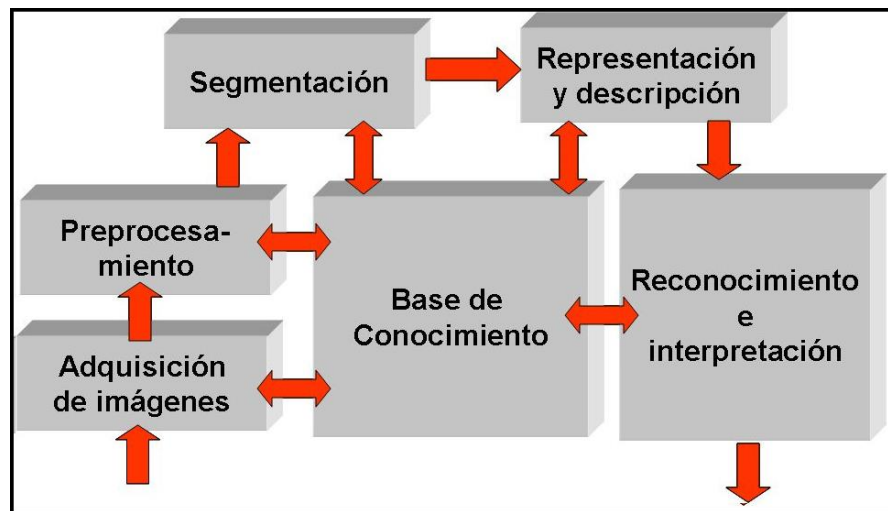 Segmentación
Representación
y descripción
Preprocesa-
miento
Base de
Conocimiento
Reconocimiento
e
interpretación
Adquisición
de imágenes